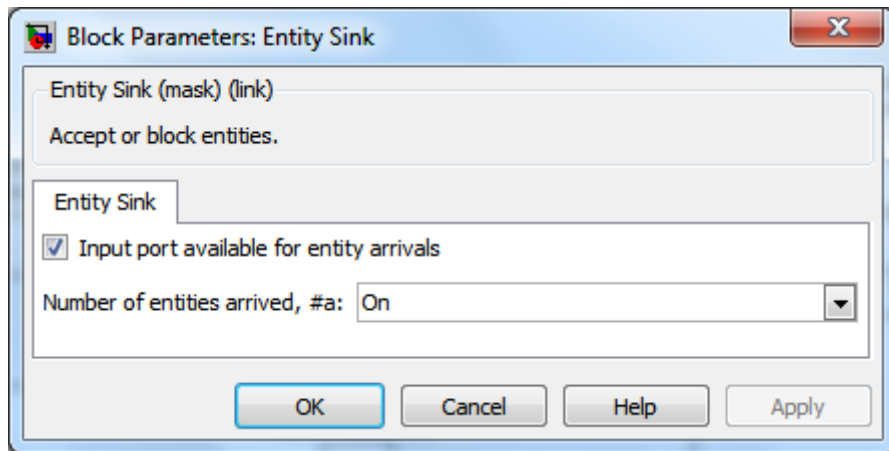 Block Parameters: Entity Sink
Entity Sink (mask) (link)
Accept or block entities.
Entity Sink
Input port available for entity arrivals
Number of entities arrived, #a: On
OK Cancel Help Apply